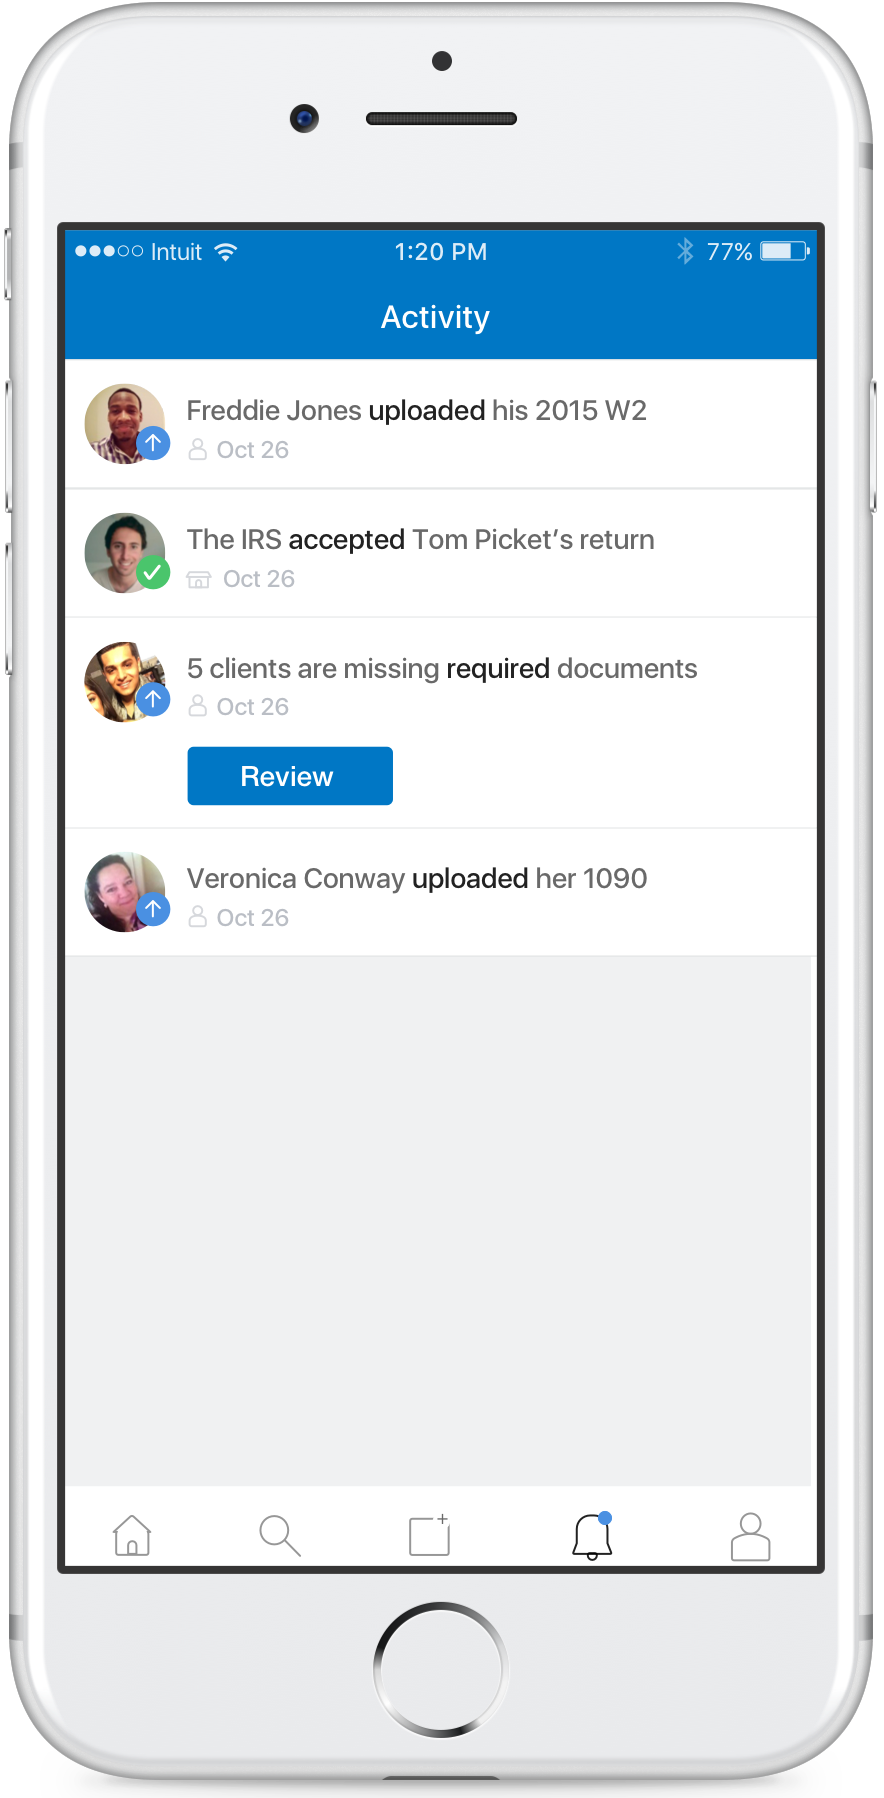 Intuit
1:20 PM
77%
Activity
Freddie Jones uploaded his 2015 W2
Oct 26
The IRS accepted Tom Picket’s return
Oct 26
5 clients are missing required documents
Oct 26
Review
Veronica Conway uploaded her 1090
Oct 26